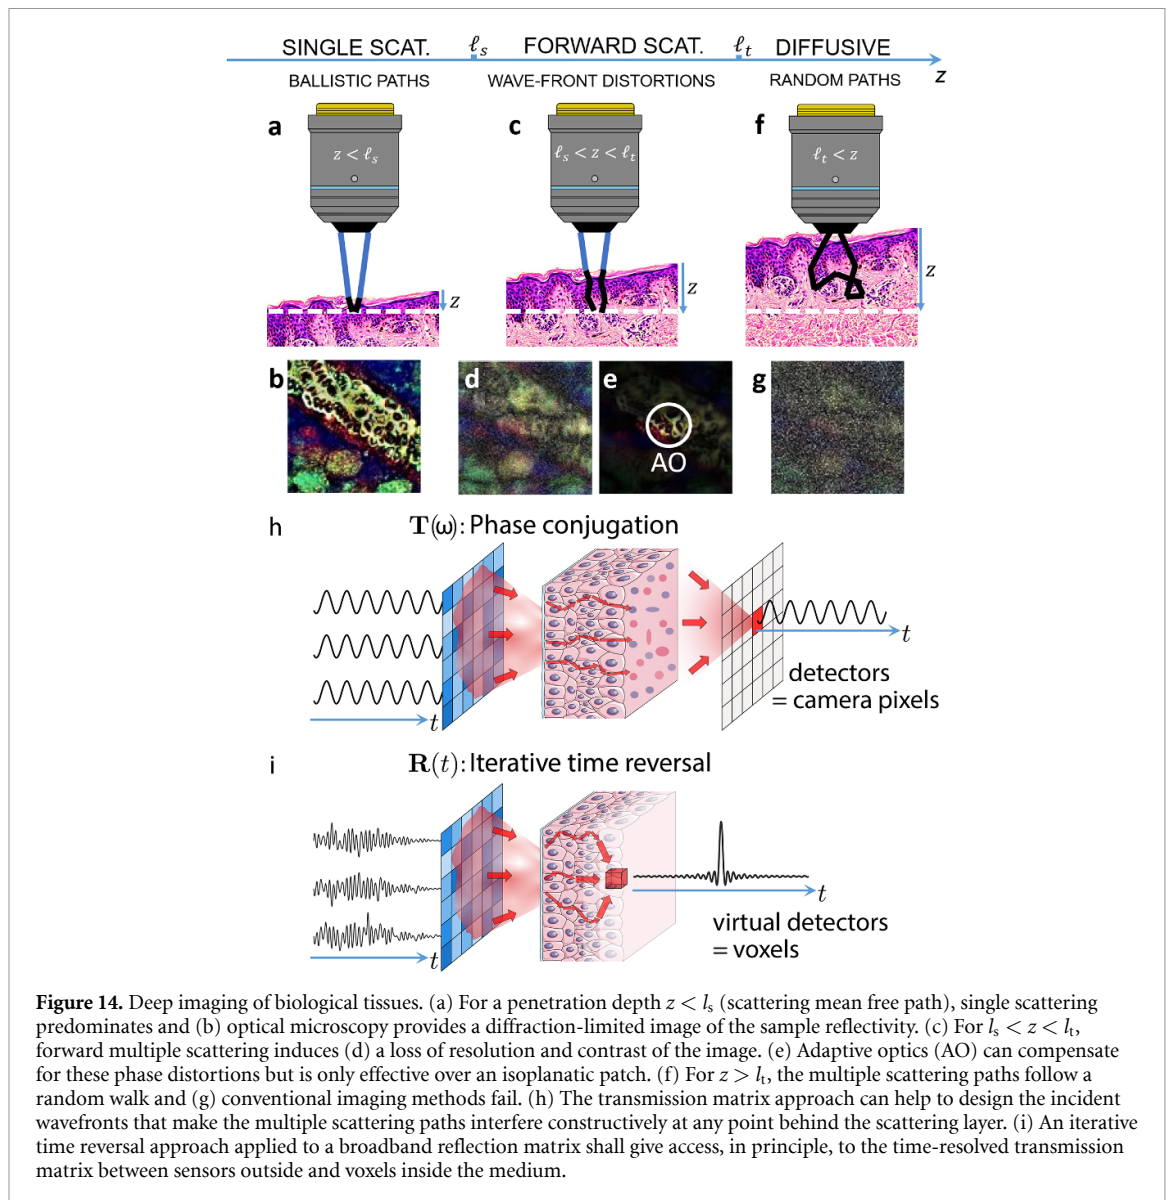 SINGLE SCAT. ℓs FORWARD SCAT. ℓt DIFFUSIVE
z
BALLISTIC PATHS WAVE-FRONT DISTORTIONS RANDOM PATHS
a c f
z < ℓs ℓs < z < ℓt ℓt < z
z z z
b d e g
AO
h T(ω): Phase conjugation
t
t
detectors
= camera pixels
i R(t): Iterative time reversal
t
t
virtual detectors
= voxels
Figure 14. Deep imaging of biological tissues. (a) For a penetration depth z < ls (scattering mean free path), single scattering
predominates and (b) optical microscopy provides a diffraction-limited image of the sample reflectivity. (c) For ls < z < lt,
forward multiple scattering induces (d) a loss of resolution and contrast of the image. (e) Adaptive optics (AO) can compensate
for these phase distortions but is only effective over an isoplanatic patch. (f) For z > lt, the multiple scattering paths follow a
random walk and (g) conventional imaging methods fail. (h) The transmission matrix approach can help to design the incident
wavefronts that make the multiple scattering paths interfere constructively at any point behind the scattering layer. (i) An iterative
time reversal approach applied to a broadband reflection matrix shall give access, in principle, to the time-resolved transmission
matrix between sensors outside and voxels inside the medium.